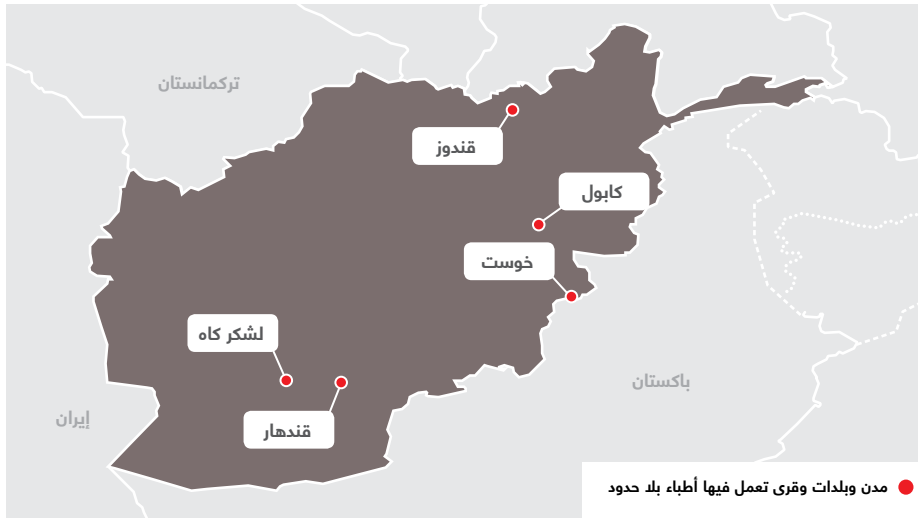 تركمانستان
قندوز
كابول
خوست
لشكر كاه
باكستان
إيران
قندهار
مدن وبلدات وقرى تعمل فيها أطباء بلا حدود